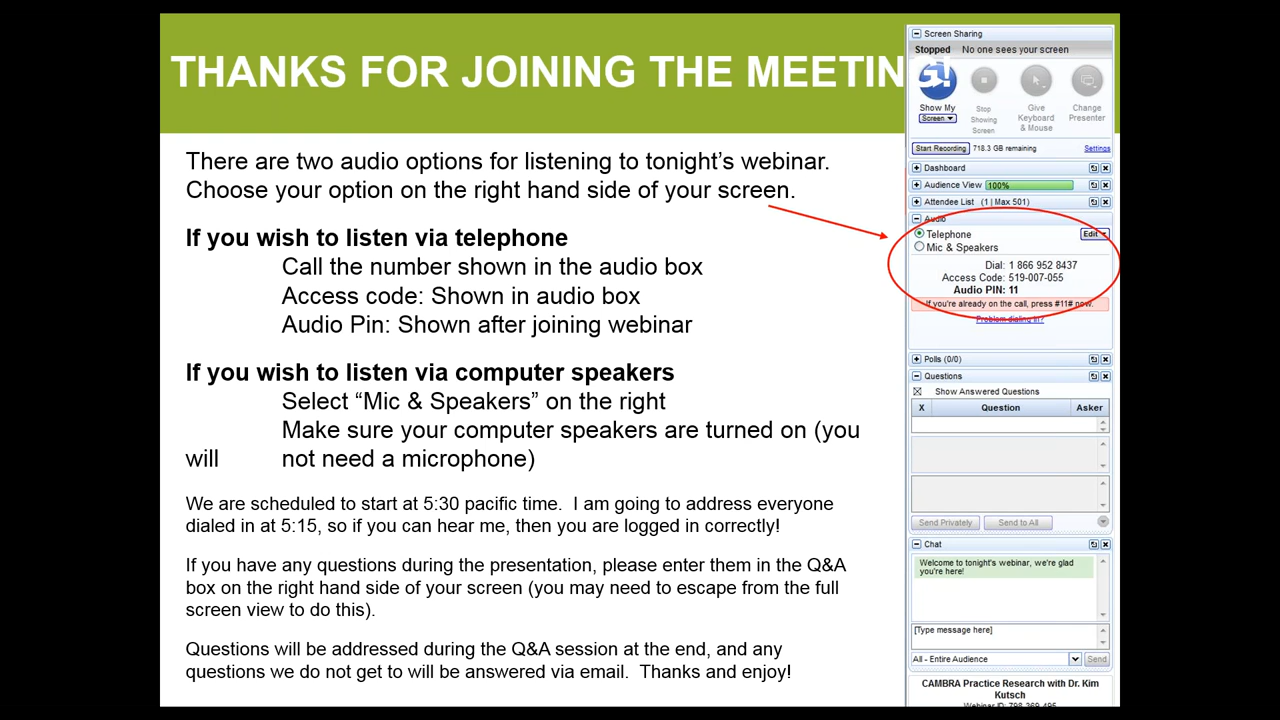 THANKS FOR JOINING THE MEETIN
There are two audio options for listening to tonight's webinar.
Choose your option on the right hand side of your screen.
If you wish to listen via telephone
Call the number shown in the audio box
Access code: Shown in audio box
Audio Pin: Shown after joining webinar
If you wish to listen via computer speakers
Select “Mic & Speakers” on the right
Make sure your computer speakers are turned on (you
will not need a microphone)
We are scheduled to start at 5:30 pacific time. I am going to address everyone
dialed in at 5:15, so if you can hear me, then you are logged in correctly!
If you have any questions during the presentation, please enter them in the Q&A
box on the right hand side of your screen (you may need to escape from the full
screen view to do this).
Questions will be addressed during the Q&A session at the end, and any
questions we do not get to will be answered via email. Thanks and enjoy!
Screen Sharing
Stopped No one sees your screen
Show My
Screen
Stop
Showing
Screen
Give
Keyboard
& Mouse
Change
Presenter
Start Recording 718.3 GB remaining Settings
Dashboard
Audience View 100%
Attendee List (1 | Max 501)
Audio
Telephone Edit
Mic & Speakers
Dial: 1 866 952 8437
Access Code: 519-007-055
Audio PIN: 11
If you're already on the call, press #11# now.
Problem dialing in?
Polls (0/0)
Questions
Show Answered Questions
X Question Asker
Send Privately Send to All
Chat
Welcome to tonight's webinar, we're glad
you're here!
[Type message here]
All - Entire Audience Send
CAMBRA Practice Research with Dr. Kim
Kutsch
Webinar ID: 798-369-495